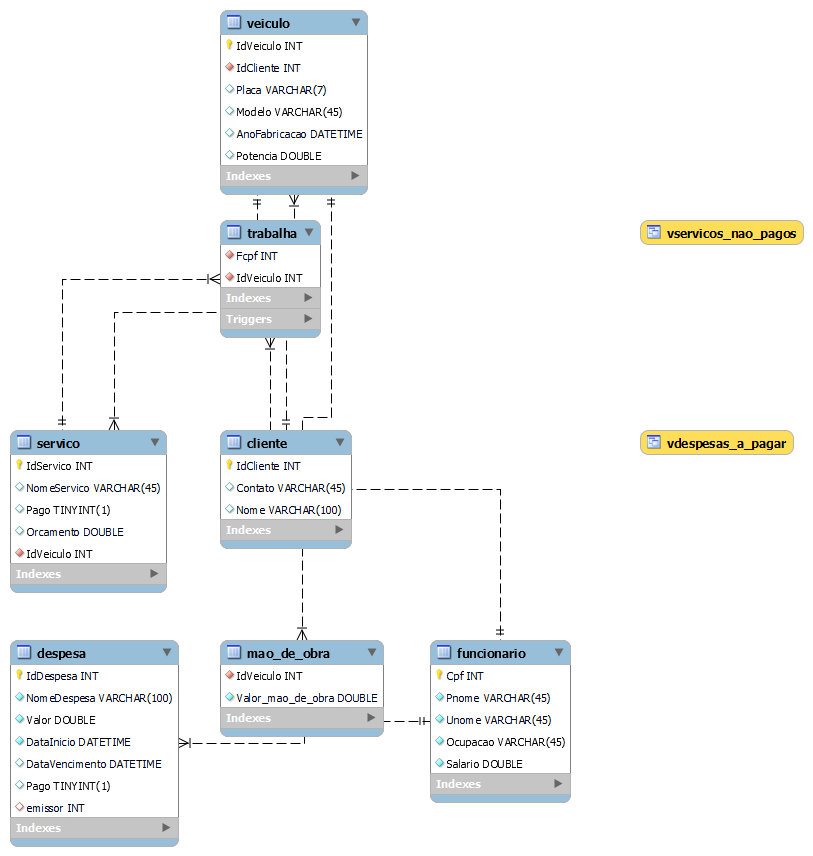 veiculo
IdVeiculo INT
IdCliente INT
Placa VARCHAR(7)
Modelo VARCHAR(45)
AnoFabricacao DATETIME
Potencia DOUBLE
Indexes
trabalha
Fcpf INT
IdVeiculo INT
Indexes
Triggers
vservicos_nao_pagos
servico
IdServico INT
NomeServico VARCHAR(45)
Pago TINYINT(1)
Orcamento DOUBLE
IdVeiculo INT
Indexes
cliente
IdCliente INT
Contato VARCHAR(45)
Nome VARCHAR(100)
Indexes
vdespesas_a_pagar
despesa
IdDespesa INT
NomeDespesa VARCHAR(100)
Valor DOUBLE
DataInicio DATETIME
DataVencimento DATETIME
Pago TINYINT(1)
emissor INT
Indexes
mao_de_obra
IdVeiculo INT
Valor_mao_de_obra DOUBLE
Indexes
funcionario
Cpf INT
Pnome VARCHAR(45)
Unome VARCHAR(45)
Ocupacao VARCHAR(45)
Salario DOUBLE
Indexes